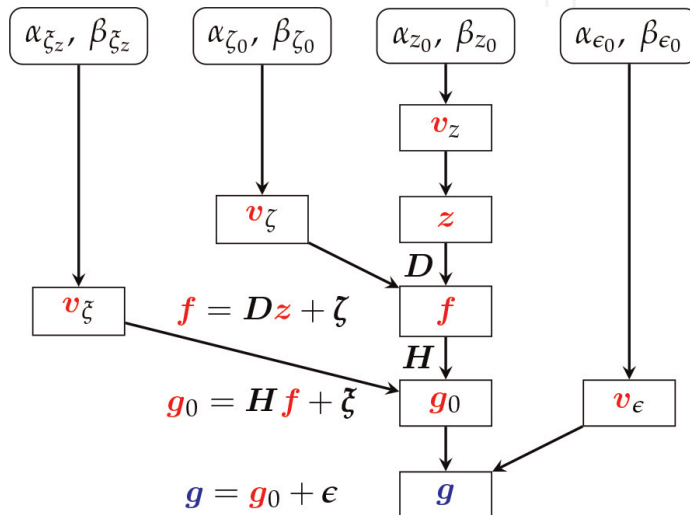 α_{ξ_z}, β_{ξ_z}
α_{ζ_0}, β_{ζ_0}
α_{z_0}, β_{z_0}
α_{ϵ_0}, β_{ϵ_0}
v_z
v_ζ
z
D
v_ξ
f = Dz + ζ
f
H
g_0 = Hf + ξ
g_0
v_ϵ
g = g_0 + ϵ
g